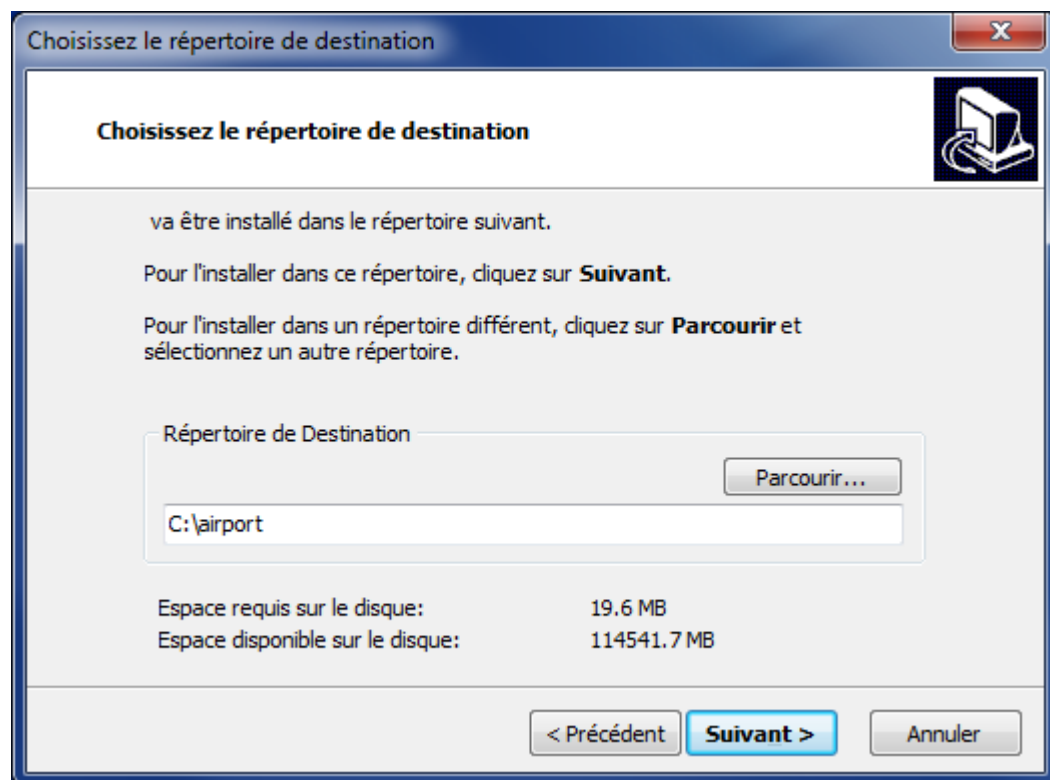 Choisissez le répertoire de destination
Choisissez le répertoire de destination
va être installé dans le répertoire suivant.
Pour l'installer dans ce répertoire, cliquez sur Suivant.
Pour l'installer dans un répertoire différent, cliquez sur Parcourir et
sélectionnez un autre répertoire.
Répertoire de Destination
Parcourir...
C:\airport
Espace requis sur le disque: 19.6 MB
Espace disponible sur le disque: 114541.7 MB
< Précédent Suivant > Annuler